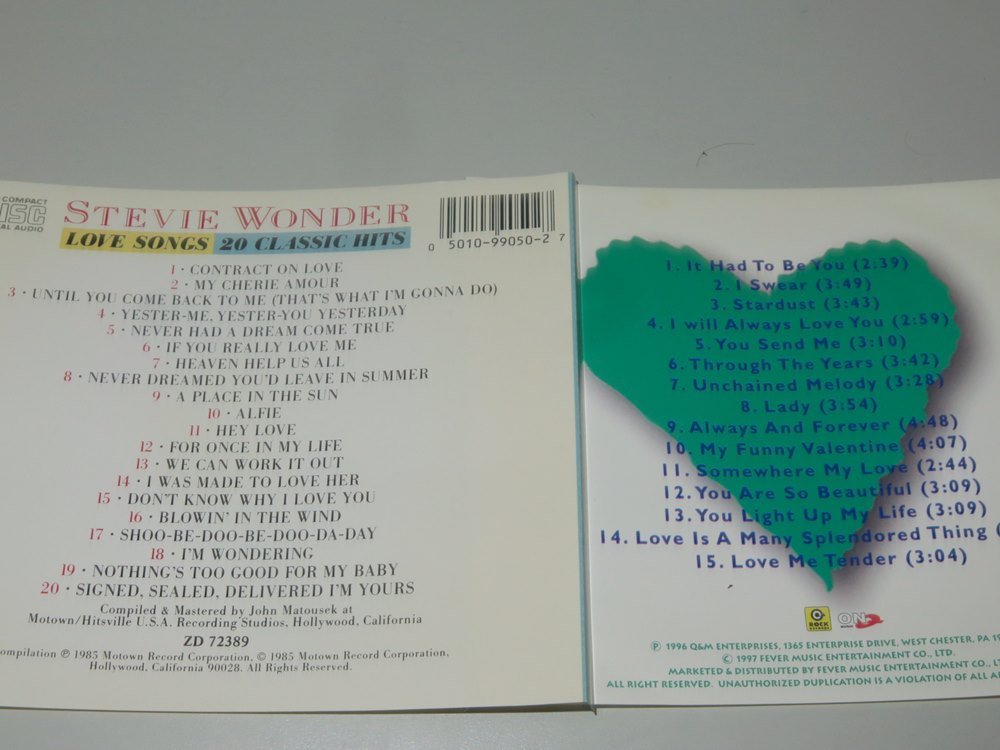 COMPACT
DISC
DIGITAL AUDIO
STEVIE WONDER
LOVE SONGS 20 CLASSIC HITS
0 5010-99050-2 7
1 · CONTRACT ON LOVE
2 · MY CHERIE AMOUR
3 · UNTIL YOU COME BACK TO ME (THAT'S WHAT I'M GONNA DO)
4 · YESTER-ME, YESTER-YOU YESTERDAY
5 · NEVER HAD A DREAM COME TRUE
6 · IF YOU REALLY LOVE ME
7 · HEAVEN HELP US ALL
8 · NEVER DREAMED YOU'D LEAVE IN SUMMER
9 · A PLACE IN THE SUN
10 · ALFIE
11 · HEY LOVE
12 · FOR ONCE IN MY LIFE
13 · WE CAN WORK IT OUT
14 · I WAS MADE TO LOVE HER
15 · DON'T KNOW WHY I LOVE YOU
16 · BLOWIN' IN THE WIND
17 · SHOO-BE-DOO-BE-DOO-DA-DAY
18 · I'M WONDERING
19 · NOTHING'S TOO GOOD FOR MY BABY
20 · SIGNED, SEALED, DELIVERED I'M YOURS
Compiled & Mastered by John Matousek at
Motown/Hitsville U.S.A. Recording Studios, Hollywood, California
ZD 72389
ompilation ℗ 1985 Motown Record Corporation, © 1985 Motown Record Corporation,
Hollywood, California 90028. All Rights Reserved.
1. It Had To Be You (2:39)
2. I Swear (3:49)
3. Stardust (3:43)
4. I will Always Love You (2:59)
5. You Send Me (3:10)
6. Through The Years (3:42)
7. Unchained Melody (3:28)
8. Lady (3:54)
9. Always And Forever (4:48)
10. My Funny Valentine (4:07)
11. Somewhere My Love (2:44)
12. You Are So Beautiful (3:09)
13. You Light Up My Life (3:09)
14. Love Is A Many Splendored Thing (
15. Love Me Tender (3:04)
ROCK
ON
℗ 1996 Q&M ENTERPRISES, 1365 ENTERPRISE DRIVE, WEST CHESTER, PA 19
© 1997 FEVER MUSIC ENTERTAINMENT CO., LTD.
MARKETED & DISTRIBUTED BY FEVER MUSIC ENTERTAINMENT CO., L
ALL RIGHT RESERVED. UNAUTHORIZED DUPLICATION IS A VIOLATION OF ALL A